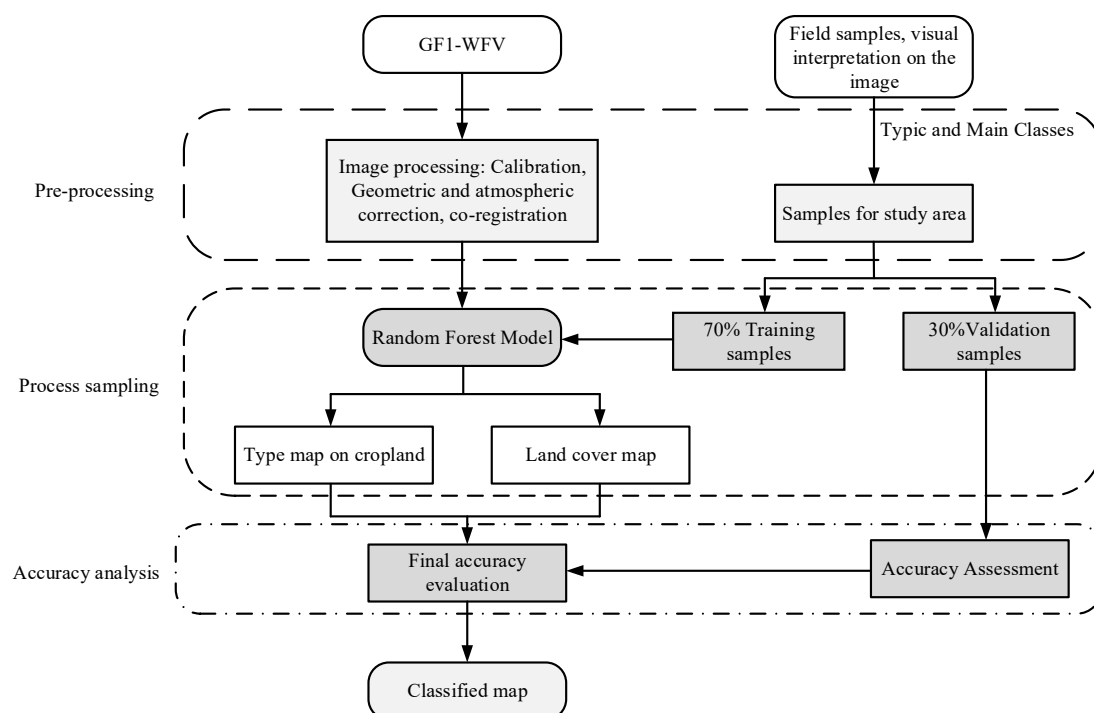 GF1-WFV
Field samples, visual
interpretation on the
image
Typic and Main Classes
Pre-processing
Image processing: Calibration,
Geometric and atmospheric
correction, co-registration
Samples for study area
Process sampling
Random Forest Model
70% Training
samples
30%Validation
samples
Type map on cropland
Land cover map
Accuracy analysis
Final accuracy
evaluation
Accuracy Assessment
Classified map